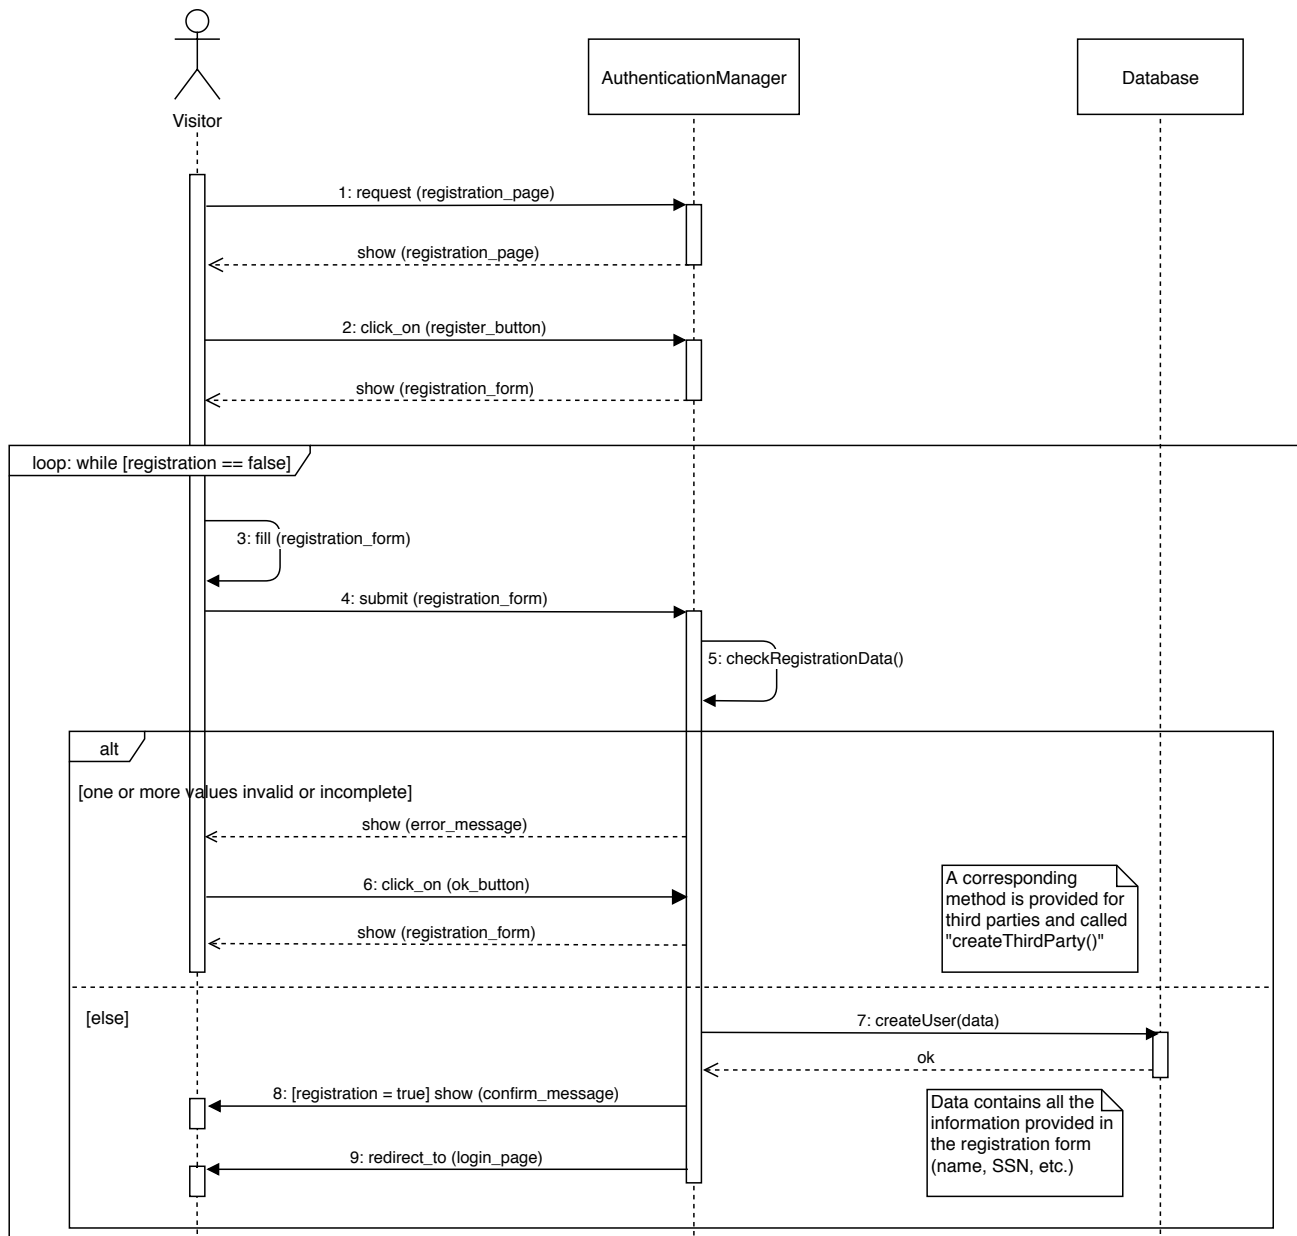 Visitor
AuthenticationManager
Database
1: request (registration_page)
show (registration_page)
2: click_on (register_button)
show (registration_form)
loop: while [registration == false]
3: fill (registration_form)
4: submit (registration_form)
5: checkRegistrationData()
alt
[one or more values invalid or incomplete]
show (error_message)
6: click_on (ok_button)
show (registration_form)
A corresponding
method is provided for
third parties and called
"createThirdParty()"
[else]
7: createUser(data)
ok
8: [registration = true] show (confirm_message)
9: redirect_to (login_page)
Data contains all the
information provided in
the registration form
(name, SSN, etc.)